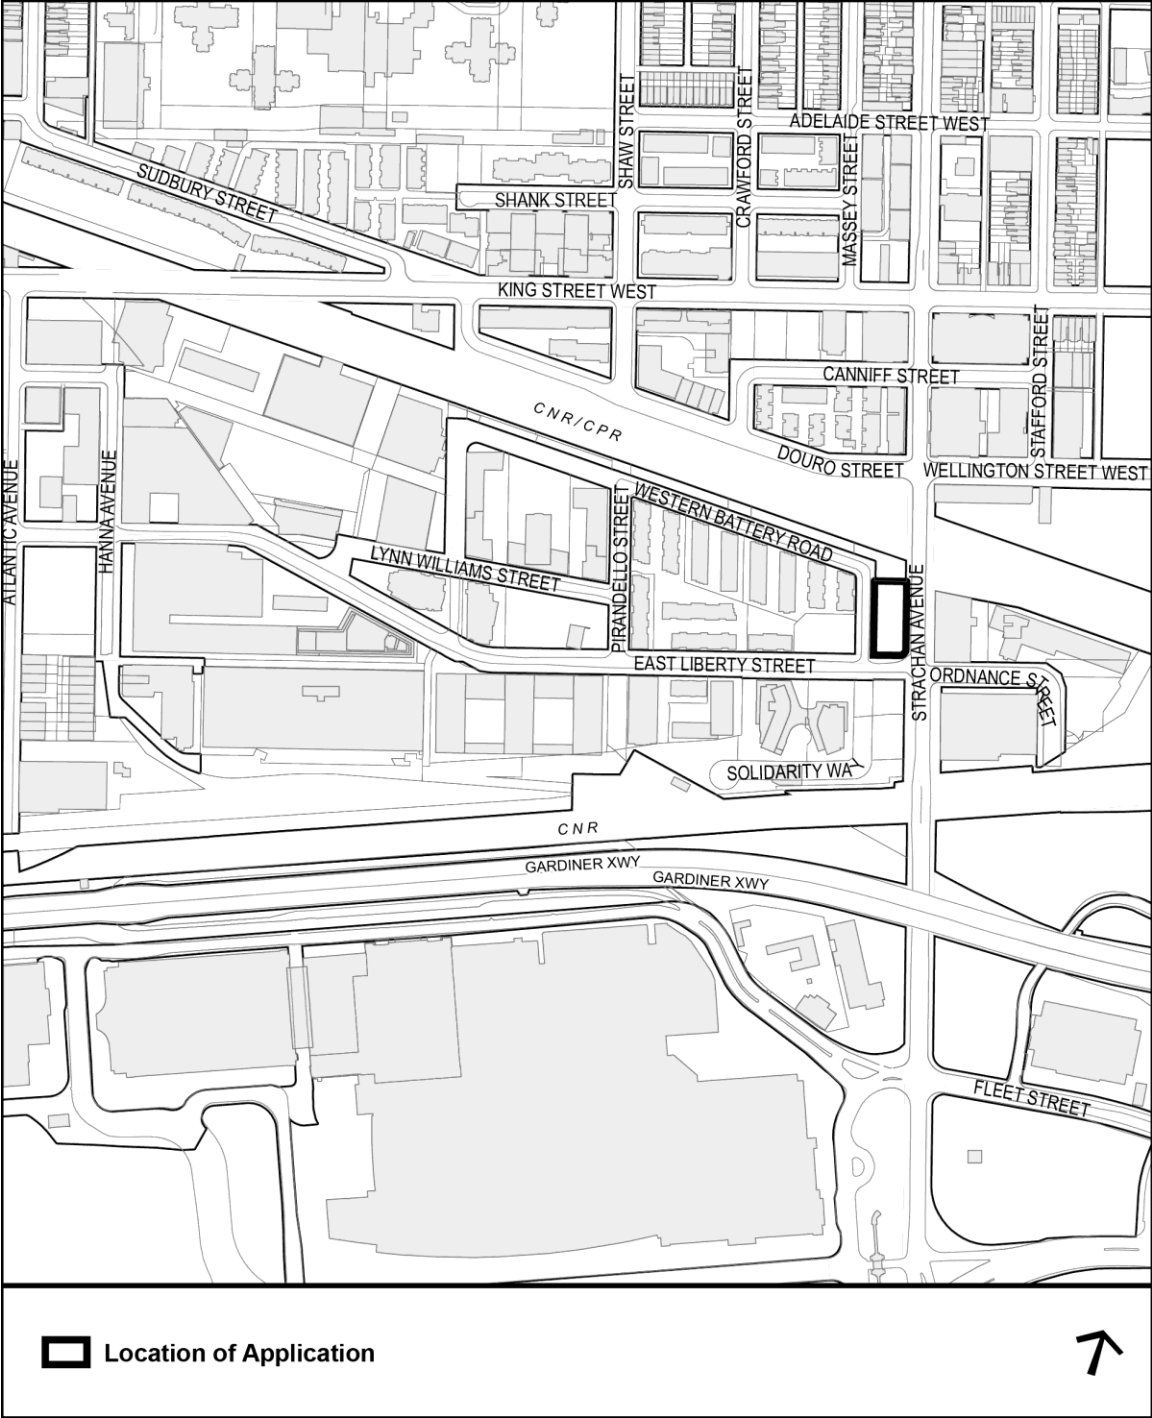 ADELAIDE STREET WEST
SHAW STREET
CRAWFORD STREET
MASSEY STREET
SUDBURY STREET
SHANK STREET
KING STREET WEST
STAFFORD STREET
CANNIFF STREET
CNR/CPR
DOURO STREET
WELLINGTON STREET WEST
ATLANTIC AVENUE
HANNA AVENUE
WESTERN BATTERY ROAD
PIRANDELLO STREET
LYNN WILLIAMS STREET
STRACHAN AVENUE
EAST LIBERTY STREET
ORDNANCE STREET
SOLIDARITY WAY
CNR
GARDINER XWY
GARDINER XWY
FLEET STREET
Location of Application